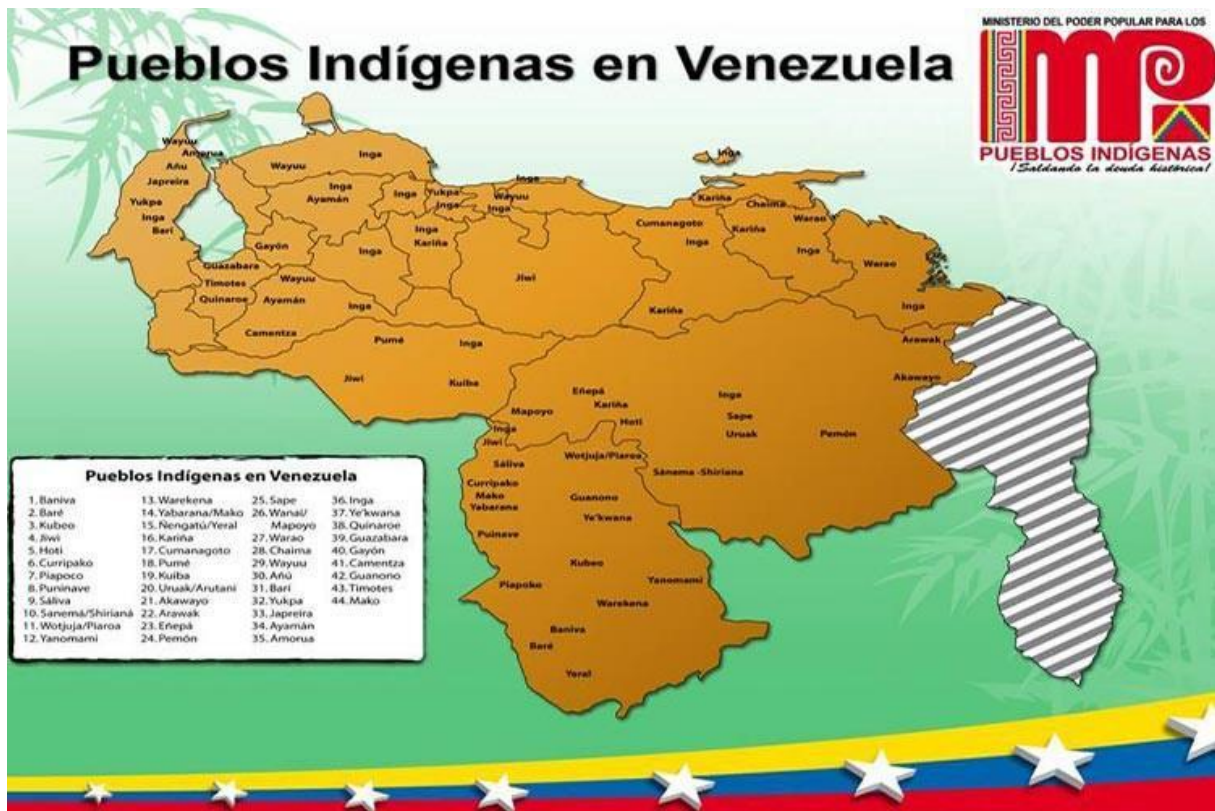 Pueblos Indígenas en Venezuela
MINISTERIO DEL PODER POPULAR PARA LOS
MP
PUEBLOS INDÍGENAS
¡Saldando la deuda histórica!
Wayuu
Amorua
Añu
Japreira
Yukpa
Inga
Barí
Wayuu
Inga
Inga
Ayamán
Inga
Yukpa
Inga
Inga
Wayuu
Inga
Inga
Kariña
Chaima
Warao
Cumanagoto
Kariña
Inga
Inga
Warao
Inga
Gayón
Inga
Inga
Kariña
Jiwi
Guazabara
Timotes
Quinaroe
Wayuu
Ayamán
Inga
Camentza
Kariña
Pumé
Inga
Jiwi
Kuiba
Arawak
Akawayo
Eñepá
Kariña
Mapoyo
Hoti
Inga
Sape
Uruak
Pemón
Sánema -Shiriana
Inga
Jiwi
Sáliva
Wotjuja/Piaroa
Curripako
Mako
Yabarana
Guanono
Ye'kwana
Puinave
Kubeo
Piapoko
Yanomami
Warekena
Baniva
Baré
Yeral
Pueblos Indígenas en Venezuela
1. Baniva
2. Baré
3. Kubeo
4. Jiwi
5. Hoti
6. Curripako
7. Piapoco
8. Puninave
9. Sáliva
10. Sanemá/Shirianá
11. Wotjuja/Piaroa
12. Yanomami
13. Warekena
14. Yabarana/Mako
15. Ñengatú/Yeral
16. Kariña
17. Cumanagoto
18. Pumé
19. Kuiba
20. Uruak/Arutani
21. Akawayo
22. Arawak
23. Eñepá
24. Pemón
25. Sape
26. Wanai/
Mapoyo
27. Warao
28. Chaima
29. Wayuu
30. Añú
31. Barí
32. Yukpa
33. Japreira
34. Ayamán
35. Amorua
36. Inga
37. Ye'kwana
38. Quinaroe
39. Guazabara
40. Gayón
41. Camentza
42. Guanono
43. Timotes
44. Mako